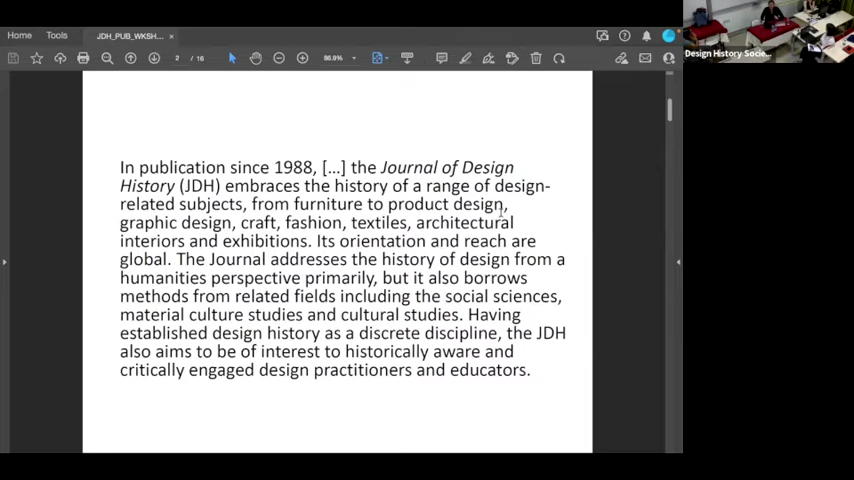 Home Tools JDH_PUB_WKSH... ×
2 / 16 86.9%
Design History Socie...
In publication since 1988, […] the Journal of Design
History (JDH) embraces the history of a range of design-
related subjects, from furniture to product design,
graphic design, craft, fashion, textiles, architectural
interiors and exhibitions. Its orientation and reach are
global. The Journal addresses the history of design from a
humanities perspective primarily, but it also borrows
methods from related fields including the social sciences,
material culture studies and cultural studies. Having
established design history as a discrete discipline, the JDH
also aims to be of interest to historically aware and
critically engaged design practitioners and educators.